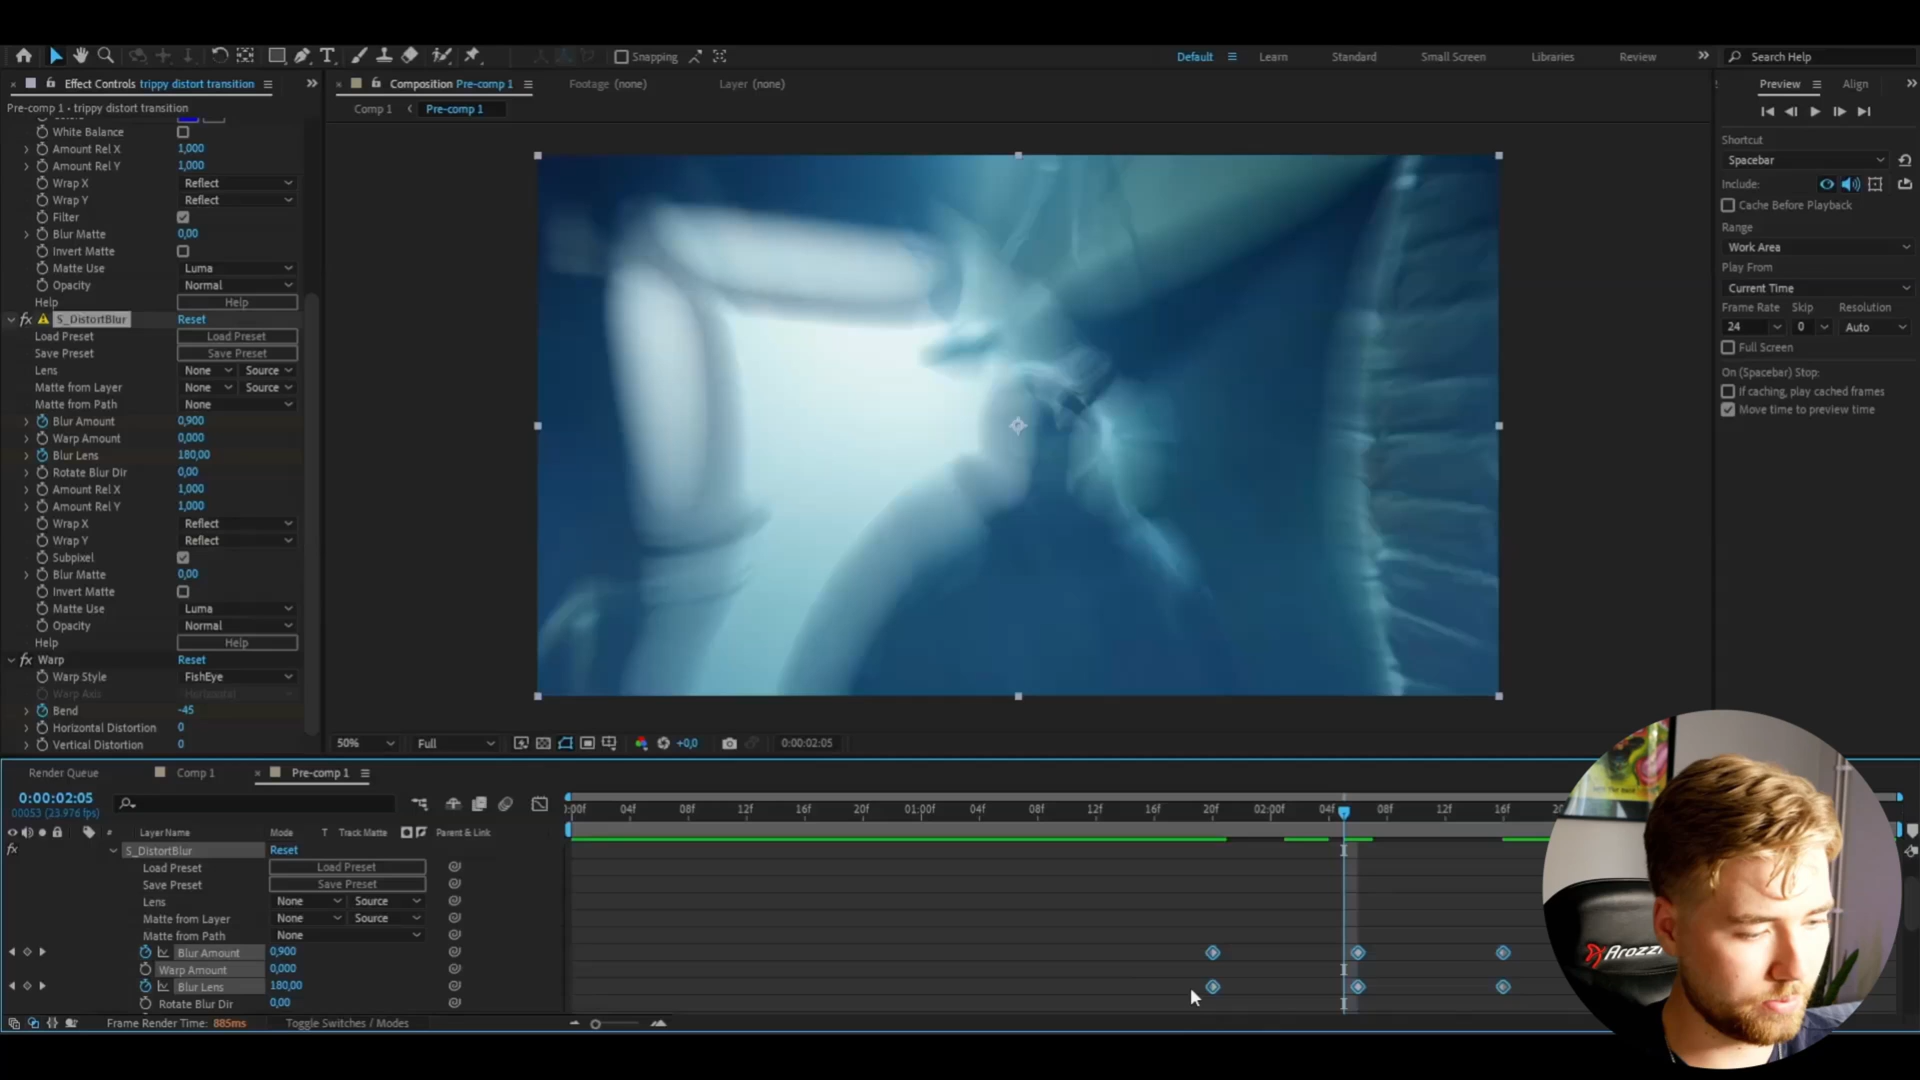 Snapping
Default
Learn
Standard
Small Screen
Libraries
Review
Search Help
Effect Controls trippy distort transition
Composition Pre-comp 1
Footage (none)
Layer (none)
Preview
Align
Pre-comp 1 • trippy distort transition
Comp 1
Pre-comp 1
White Balance
Amount Rel X 1,000
Amount Rel Y 1,000
Wrap X Reflect
Wrap Y Reflect
Filter
Blur Matte 0,00
Invert Matte
Matte Use Luma
Opacity Normal
Help Help
S_DistortBlur Reset
Load Preset Load Preset
Save Preset Save Preset
Lens None Source
Matte from Layer None Source
Matte from Path None
Blur Amount 0,900
Warp Amount 0,000
Blur Lens 180,00
Rotate Blur Dir 0,00
Amount Rel X 1,000
Amount Rel Y 1,000
Wrap X Reflect
Wrap Y Reflect
Subpixel
Blur Matte 0,00
Invert Matte
Matte Use Luma
Opacity Normal
Help Help
Warp Reset
Warp Style FishEye
Warp Axis Horizontal
Bend -45
Horizontal Distortion 0
Vertical Distortion 0
Shortcut
Spacebar
Include:
Cache Before Playback
Range
Work Area
Play From
Current Time
Frame Rate Skip Resolution
24 0 Auto
Full Screen
On (Spacebar) Stop:
If caching, play cached frames
Move time to preview time
50% Full +0,0 0:00:02:05
Render Queue
Comp 1
Pre-comp 1
0:00:02:05
00053 (23.976 fps)
:00f 04f 08f 12f 16f 20f 01:00f 04f 08f 12f 16f 20f 02:00f 04f 08f 12f 16f
# Layer Name Mode T Track Matte Parent & Link
S_DistortBlur Reset
Load Preset Load Preset
Save Preset Save Preset
Lens None Source
Matte from Layer None Source
Matte from Path None
Blur Amount 0,900
Warp Amount 0,000
Blur Lens 180,00
Rotate Blur Dir 0,00
Frame Render Time: 885ms
Toggle Switches / Modes